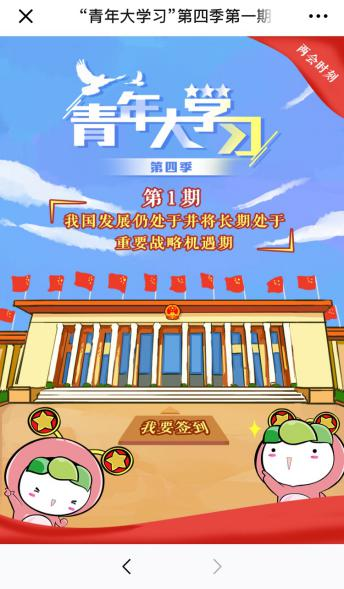 “青年大学习”第四季第一期
两会时刻
青年大学习
第四季
第1期
我国发展仍处于并将长期处于
重要战略机遇期
我要签到